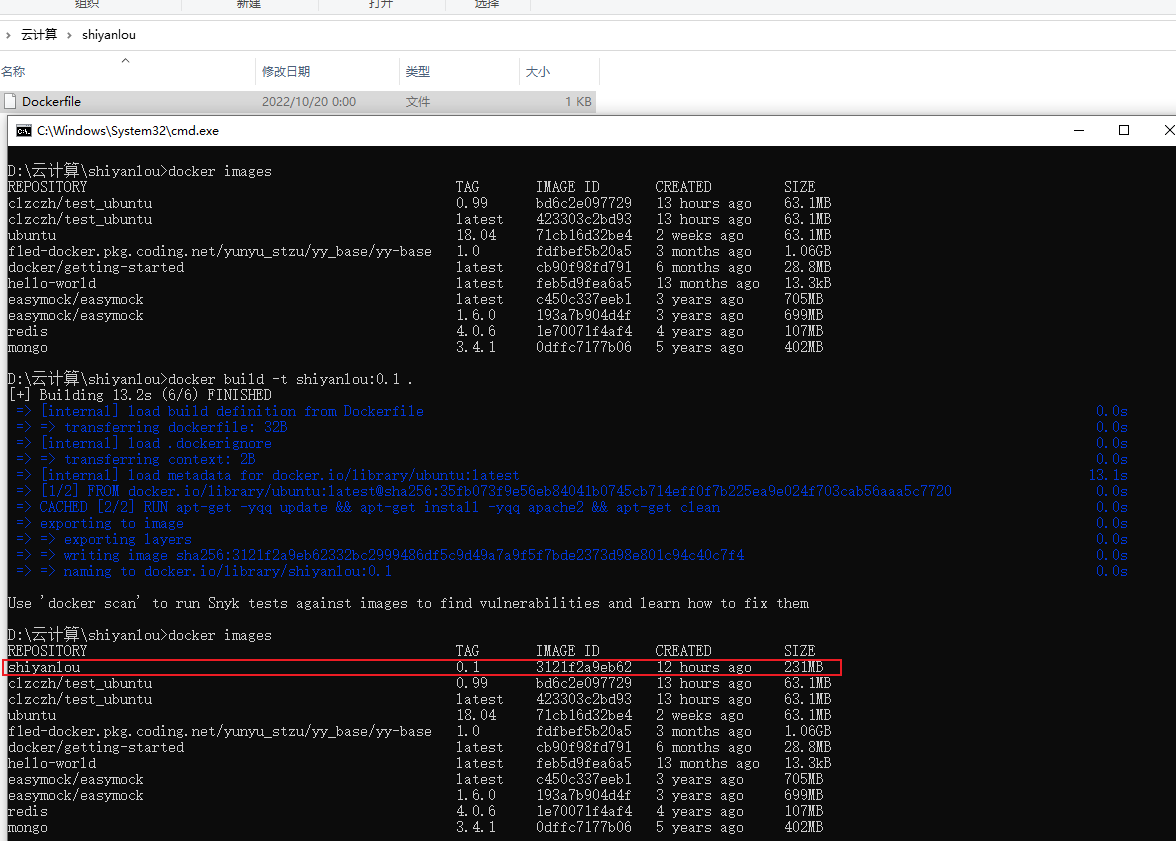 组织 新建 打开 选择
› 云计算 › shiyanlou
名称 修改日期 类型 大小
Dockerfile 2022/10/20 0:00 文件 1 KB
C:\Windows\System32\cmd.exe
D:\云计算\shiyanlou>docker images
REPOSITORY TAG IMAGE ID CREATED SIZE
clzczh/test_ubuntu 0.99 bd6c2e097729 13 hours ago 63.1MB
clzczh/test_ubuntu latest 423303c2bd93 13 hours ago 63.1MB
ubuntu 18.04 71cb16d32be4 2 weeks ago 63.1MB
fled-docker.pkg.coding.net/yunyu_stzu/yy_base/yy-base 1.0 fdfbef5b20a5 3 months ago 1.06GB
docker/getting-started latest cb90f98fd791 6 months ago 28.8MB
hello-world latest feb5d9fea6a5 13 months ago 13.3kB
easymock/easymock latest c450c337eeb1 3 years ago 705MB
easymock/easymock 1.6.0 193a7b904d4f 3 years ago 699MB
redis 4.0.6 1e70071f4af4 4 years ago 107MB
mongo 3.4.1 0dffc7177b06 5 years ago 402MB
D:\云计算\shiyanlou>docker build -t shiyanlou:0.1 .
[+] Building 13.2s (6/6) FINISHED
=> [internal] load build definition from Dockerfile 0.0s
=> => transferring dockerfile: 32B 0.0s
=> [internal] load .dockerignore 0.0s
=> => transferring context: 2B 0.0s
=> [internal] load metadata for docker.io/library/ubuntu:latest 13.1s
=> [1/2] FROM docker.io/library/ubuntu:latest@sha256:35fb073f9e56eb84041b0745cb714eff0f7b225ea9e024f703cab56aaa5c7720 0.0s
=> CACHED [2/2] RUN apt-get -yqq update && apt-get install -yqq apache2 && apt-get clean 0.0s
=> exporting to image 0.0s
=> => exporting layers 0.0s
=> => writing image sha256:3121f2a9eb62332bc2999486df5c9d49a7a9f5f7bde2373d98e801c94c40c7f4 0.0s
=> => naming to docker.io/library/shiyanlou:0.1 0.0s
Use 'docker scan' to run Snyk tests against images to find vulnerabilities and learn how to fix them
D:\云计算\shiyanlou>docker images
REPOSITORY TAG IMAGE ID CREATED SIZE
shiyanlou 0.1 3121f2a9eb62 12 hours ago 231MB
clzczh/test_ubuntu 0.99 bd6c2e097729 13 hours ago 63.1MB
clzczh/test_ubuntu latest 423303c2bd93 13 hours ago 63.1MB
ubuntu 18.04 71cb16d32be4 2 weeks ago 63.1MB
fled-docker.pkg.coding.net/yunyu_stzu/yy_base/yy-base 1.0 fdfbef5b20a5 3 months ago 1.06GB
docker/getting-started latest cb90f98fd791 6 months ago 28.8MB
hello-world latest feb5d9fea6a5 13 months ago 13.3kB
easymock/easymock latest c450c337eeb1 3 years ago 705MB
easymock/easymock 1.6.0 193a7b904d4f 3 years ago 699MB
redis 4.0.6 1e70071f4af4 4 years ago 107MB
mongo 3.4.1 0dffc7177b06 5 years ago 402MB